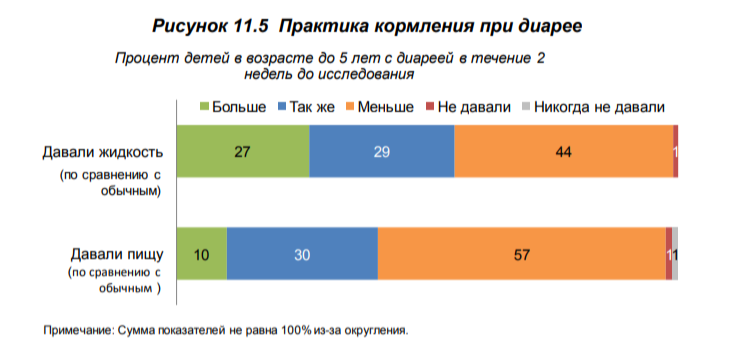 Рисунок 11.5 Практика кормления при диарее
Процент детей в возрасте до 5 лет с диареей в течение 2
недель до исследования
Больше Так же Меньше Не давали Никогда не давали
Давали жидкость
(по сравнению с
обычным)
27 29 44 1
Давали пищу
(по сравнению с
обычным )
10 30 57 1 1
Примечание: Сумма показателей не равна 100% из-за округления.